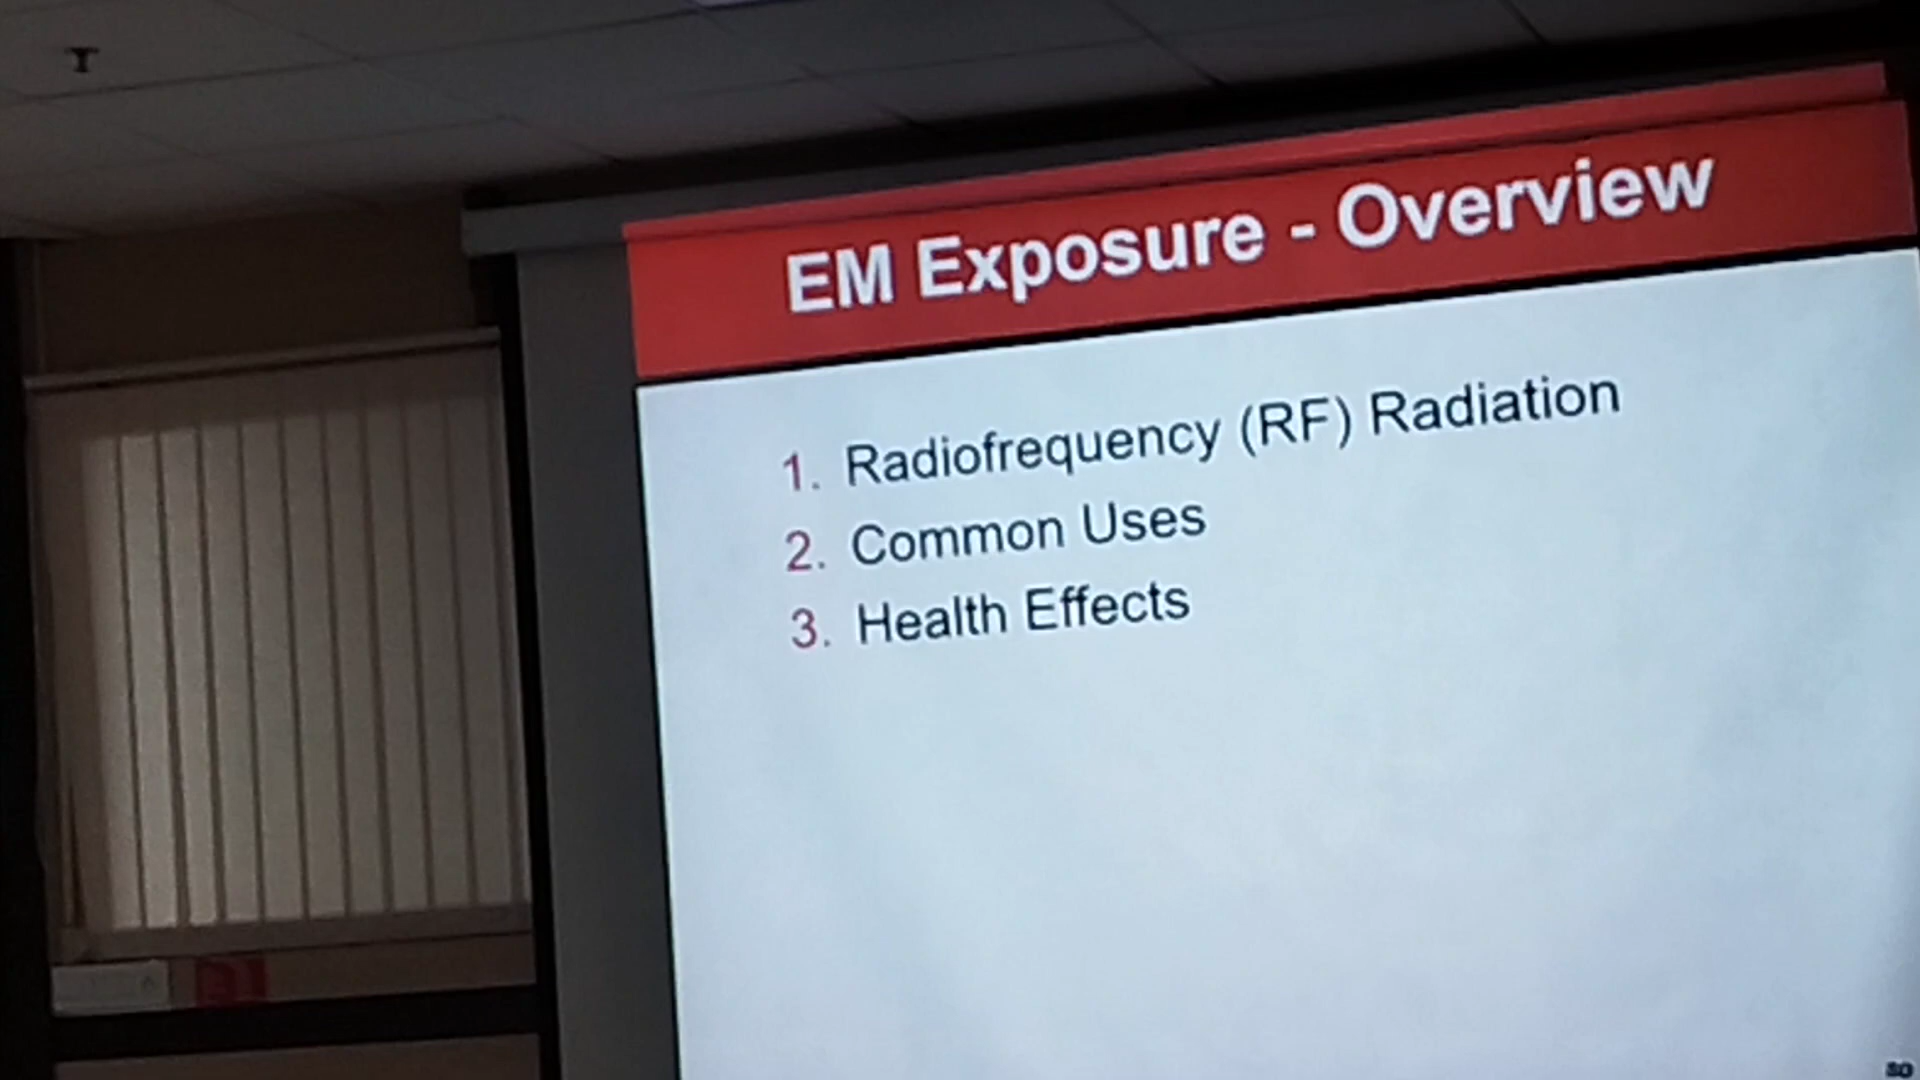 EM Exposure - Overview
1. Radiofrequency (RF) Radiation
2. Common Uses
3. Health Effects